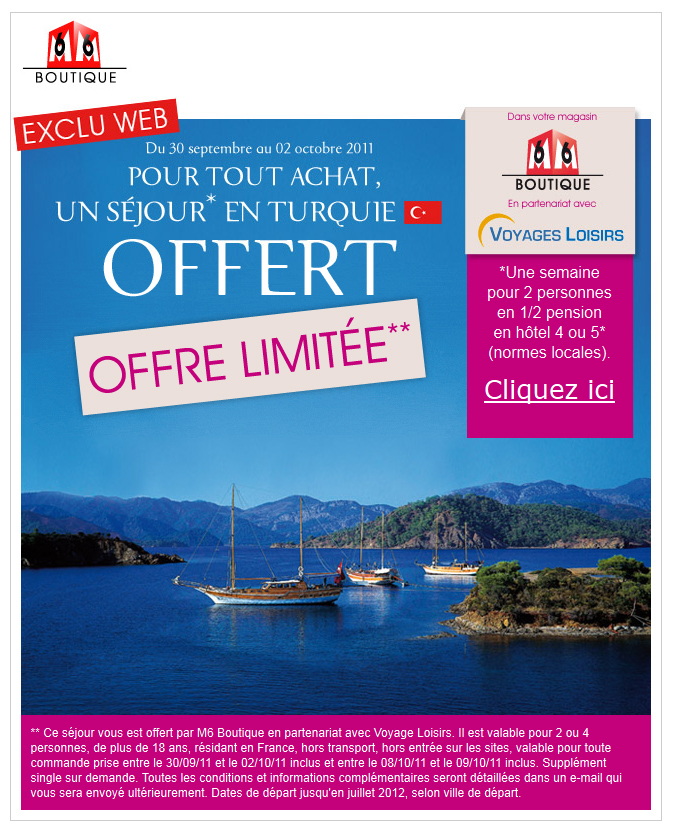 M6
BOUTIQUE
EXCLU WEB
Du 30 septembre au 02 octobre 2011
POUR TOUT ACHAT,
UN SÉJOUR* EN TURQUIE
OFFERT
OFFRE LIMITÉE**
Dans votre magasin
M6
BOUTIQUE
En partenariat avec
VOYAGES LOISIRS
*Une semaine
pour 2 personnes
en 1/2 pension
en hôtel 4 ou 5*
(normes locales).
Cliquez ici
** Ce séjour vous est offert par M6 Boutique en partenariat avec Voyage Loisirs. Il est valable pour 2 ou 4
personnes, de plus de 18 ans, résidant en France, hors transport, hors entrée sur les sites, valable pour toute
commande prise entre le 30/09/11 et le 02/10/11 inclus et entre le 08/10/11 et le 09/10/11 inclus. Supplément
single sur demande. Toutes les conditions et informations complémentaires seront détaillées dans un e-mail qui
vous sera envoyé ultérieurement. Dates de départ jusqu'en juillet 2012, selon ville de départ.